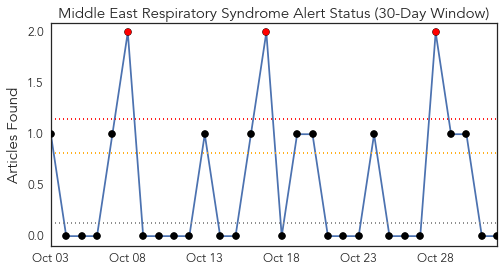 Middle East Respiratory Syndrome Alert Status (30-Day Window)
Articles Found
2.0
1.5
1.0
0.5
0.0
Oct 03 Oct 08 Oct 13 Oct 18 Oct 23 Oct 28